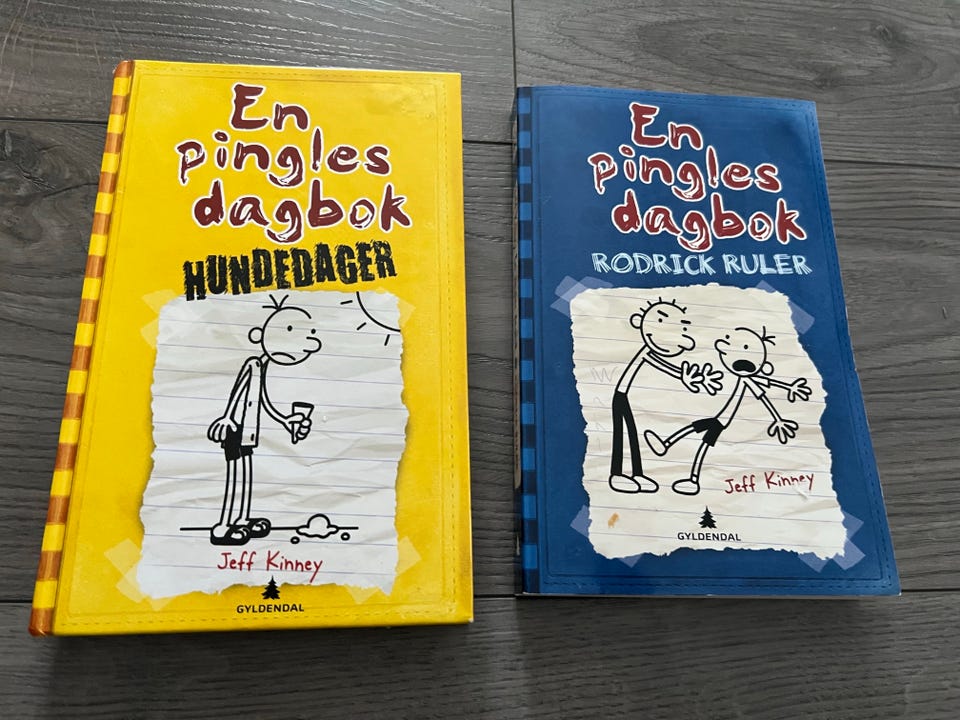 En
pingles
dagbok
HUNDEDAGER
Jeff Kinney
GYLDENDAL
En
pingles
dagbok
RODRICK RULER
Jeff Kinney
GYLDENDAL